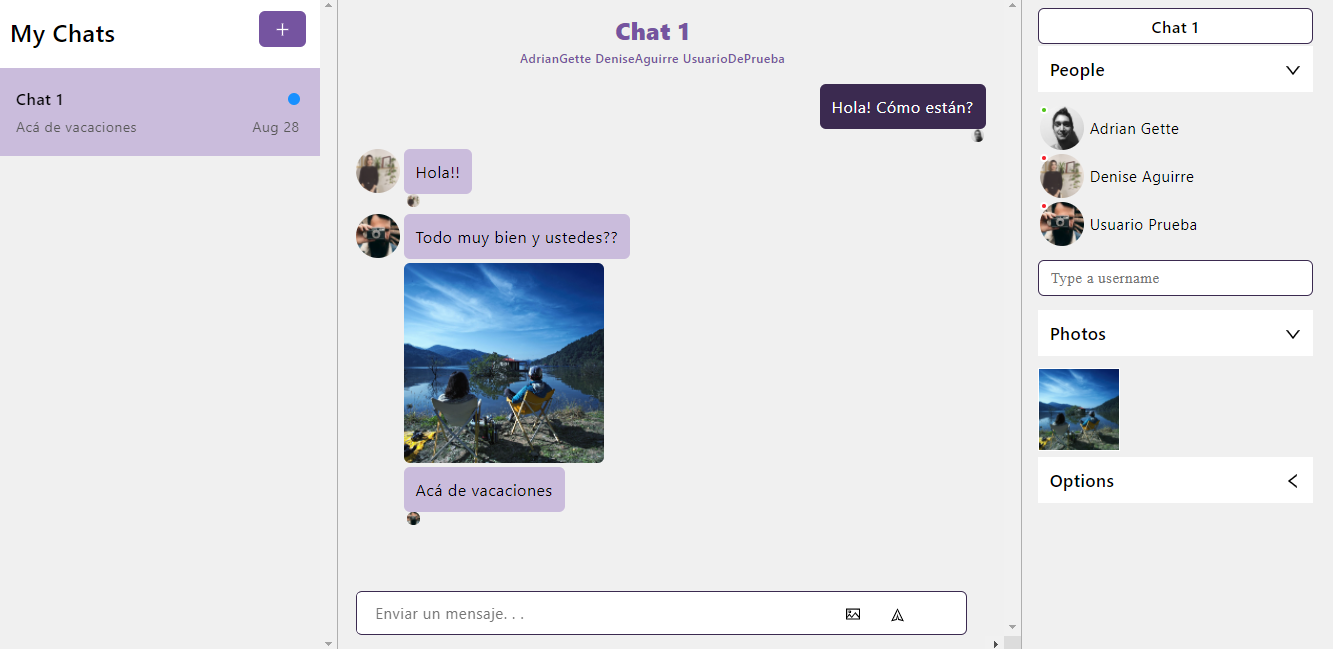 My Chats
+
Chat 1
Acá de vacaciones Aug 28
Chat 1
AdrianGette DeniseAguirre UsuarioDePrueba
Hola! Cómo están?
Hola!!
Todo muy bien y ustedes??
Acá de vacaciones
Enviar un mensaje. . .
Chat 1
People
Adrian Gette
Denise Aguirre
Usuario Prueba
Type a username
Photos
Options